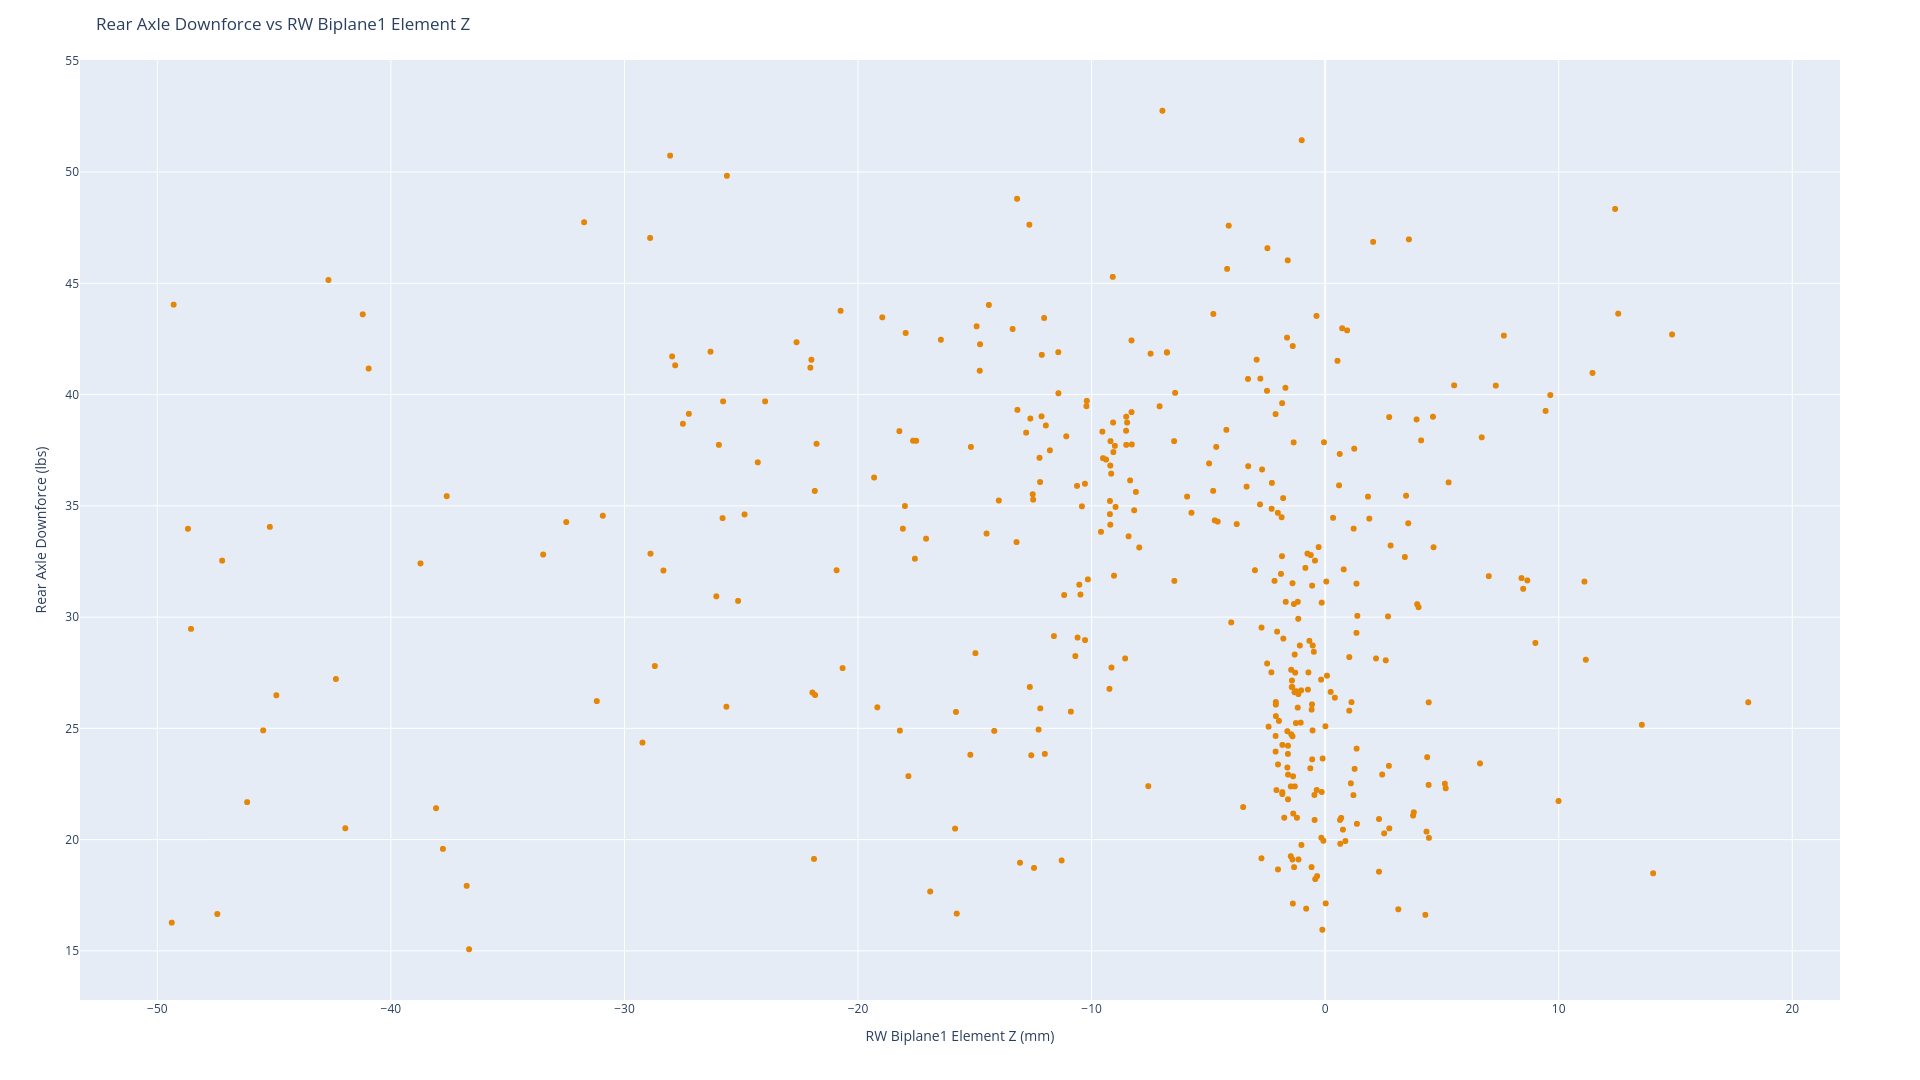 Rear Axle Downforce vs RW Biplane1 Element Z
55
50
45
40
35
30
25
20
15
Rear Axle Downforce (lbs)
−50 −40 −30 −20 −10 0 10 20
RW Biplane1 Element Z (mm)